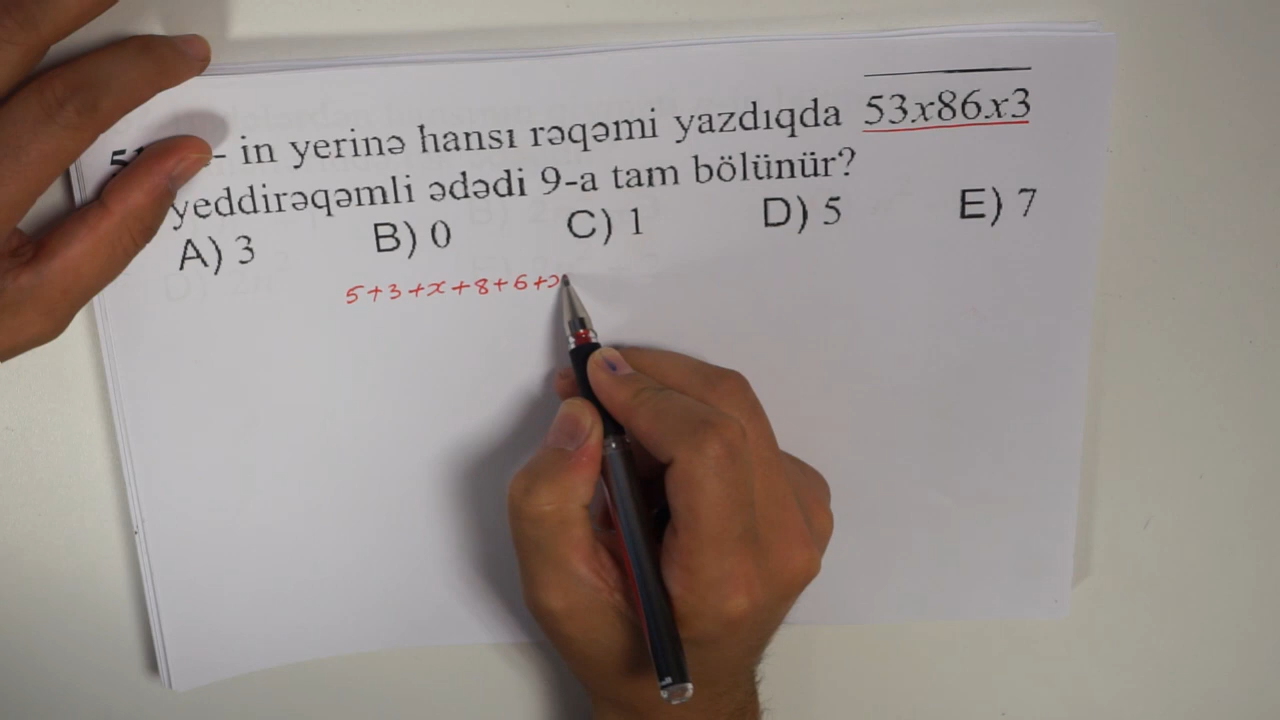 - in yerinə hansı rəqəmi yazdıqda 53x86x3
yeddirəqəmli ədədi 9-a tam bölünür?
A) 3 B) 0 C) 1 D) 5 E) 7
5+3+x+8+6+